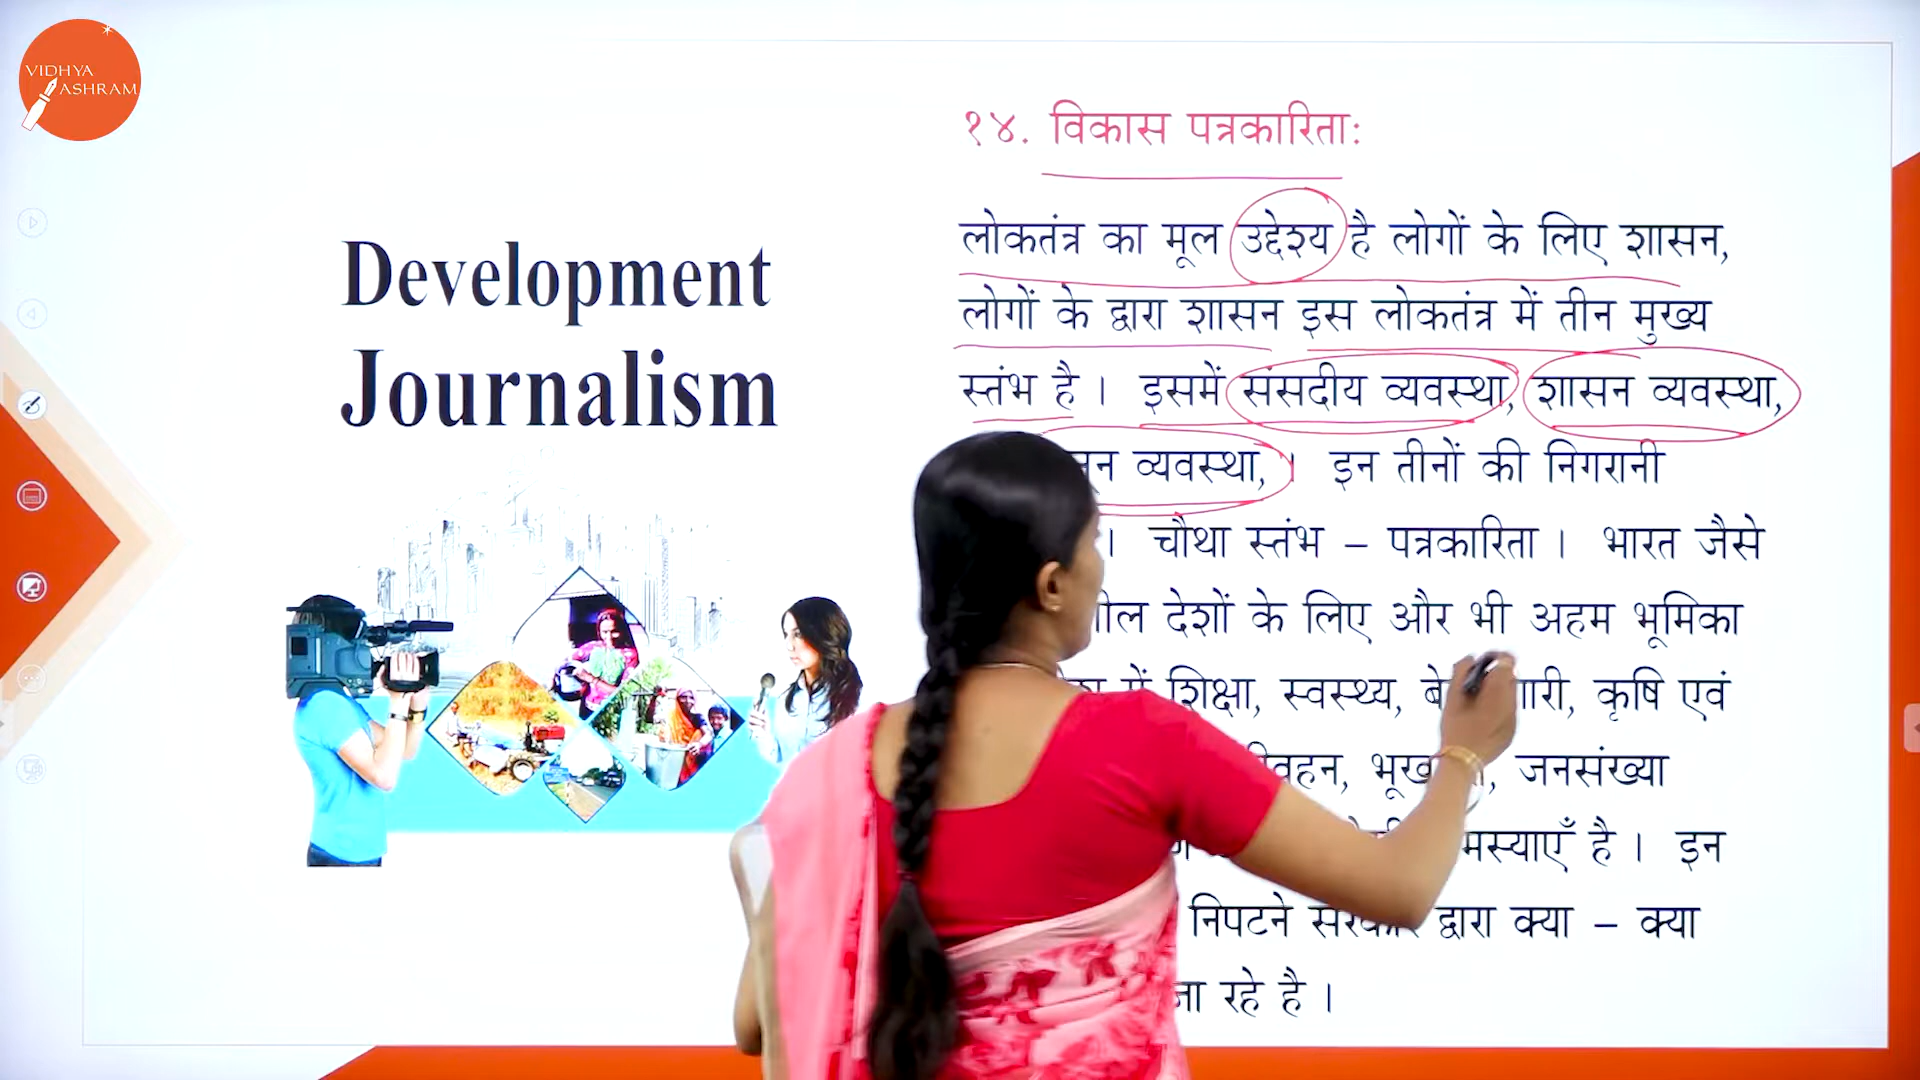 VIDHYA
ASHRAM
Development
Journalism
१४. विकास पत्रकारिताः
लोकतंत्र का मूल उद्देश्य है लोगों के लिए शासन,
लोगों के द्वारा शासन इस लोकतंत्र में तीन मुख्य
स्तंभ है । इसमें संसदीय व्यवस्था, शासन व्यवस्था,
व्यवस्था, । इन तीनों की निगरानी
। चौथा स्तंभ – पत्रकारिता । भारत जैसे
देशों के लिए और भी अहम भूमिका
में शिक्षा, स्वस्थ्य, कृषि एवं
जनसंख्या
है । इन
निपटने सरकार द्वारा क्या – क्या
जा रहे है ।